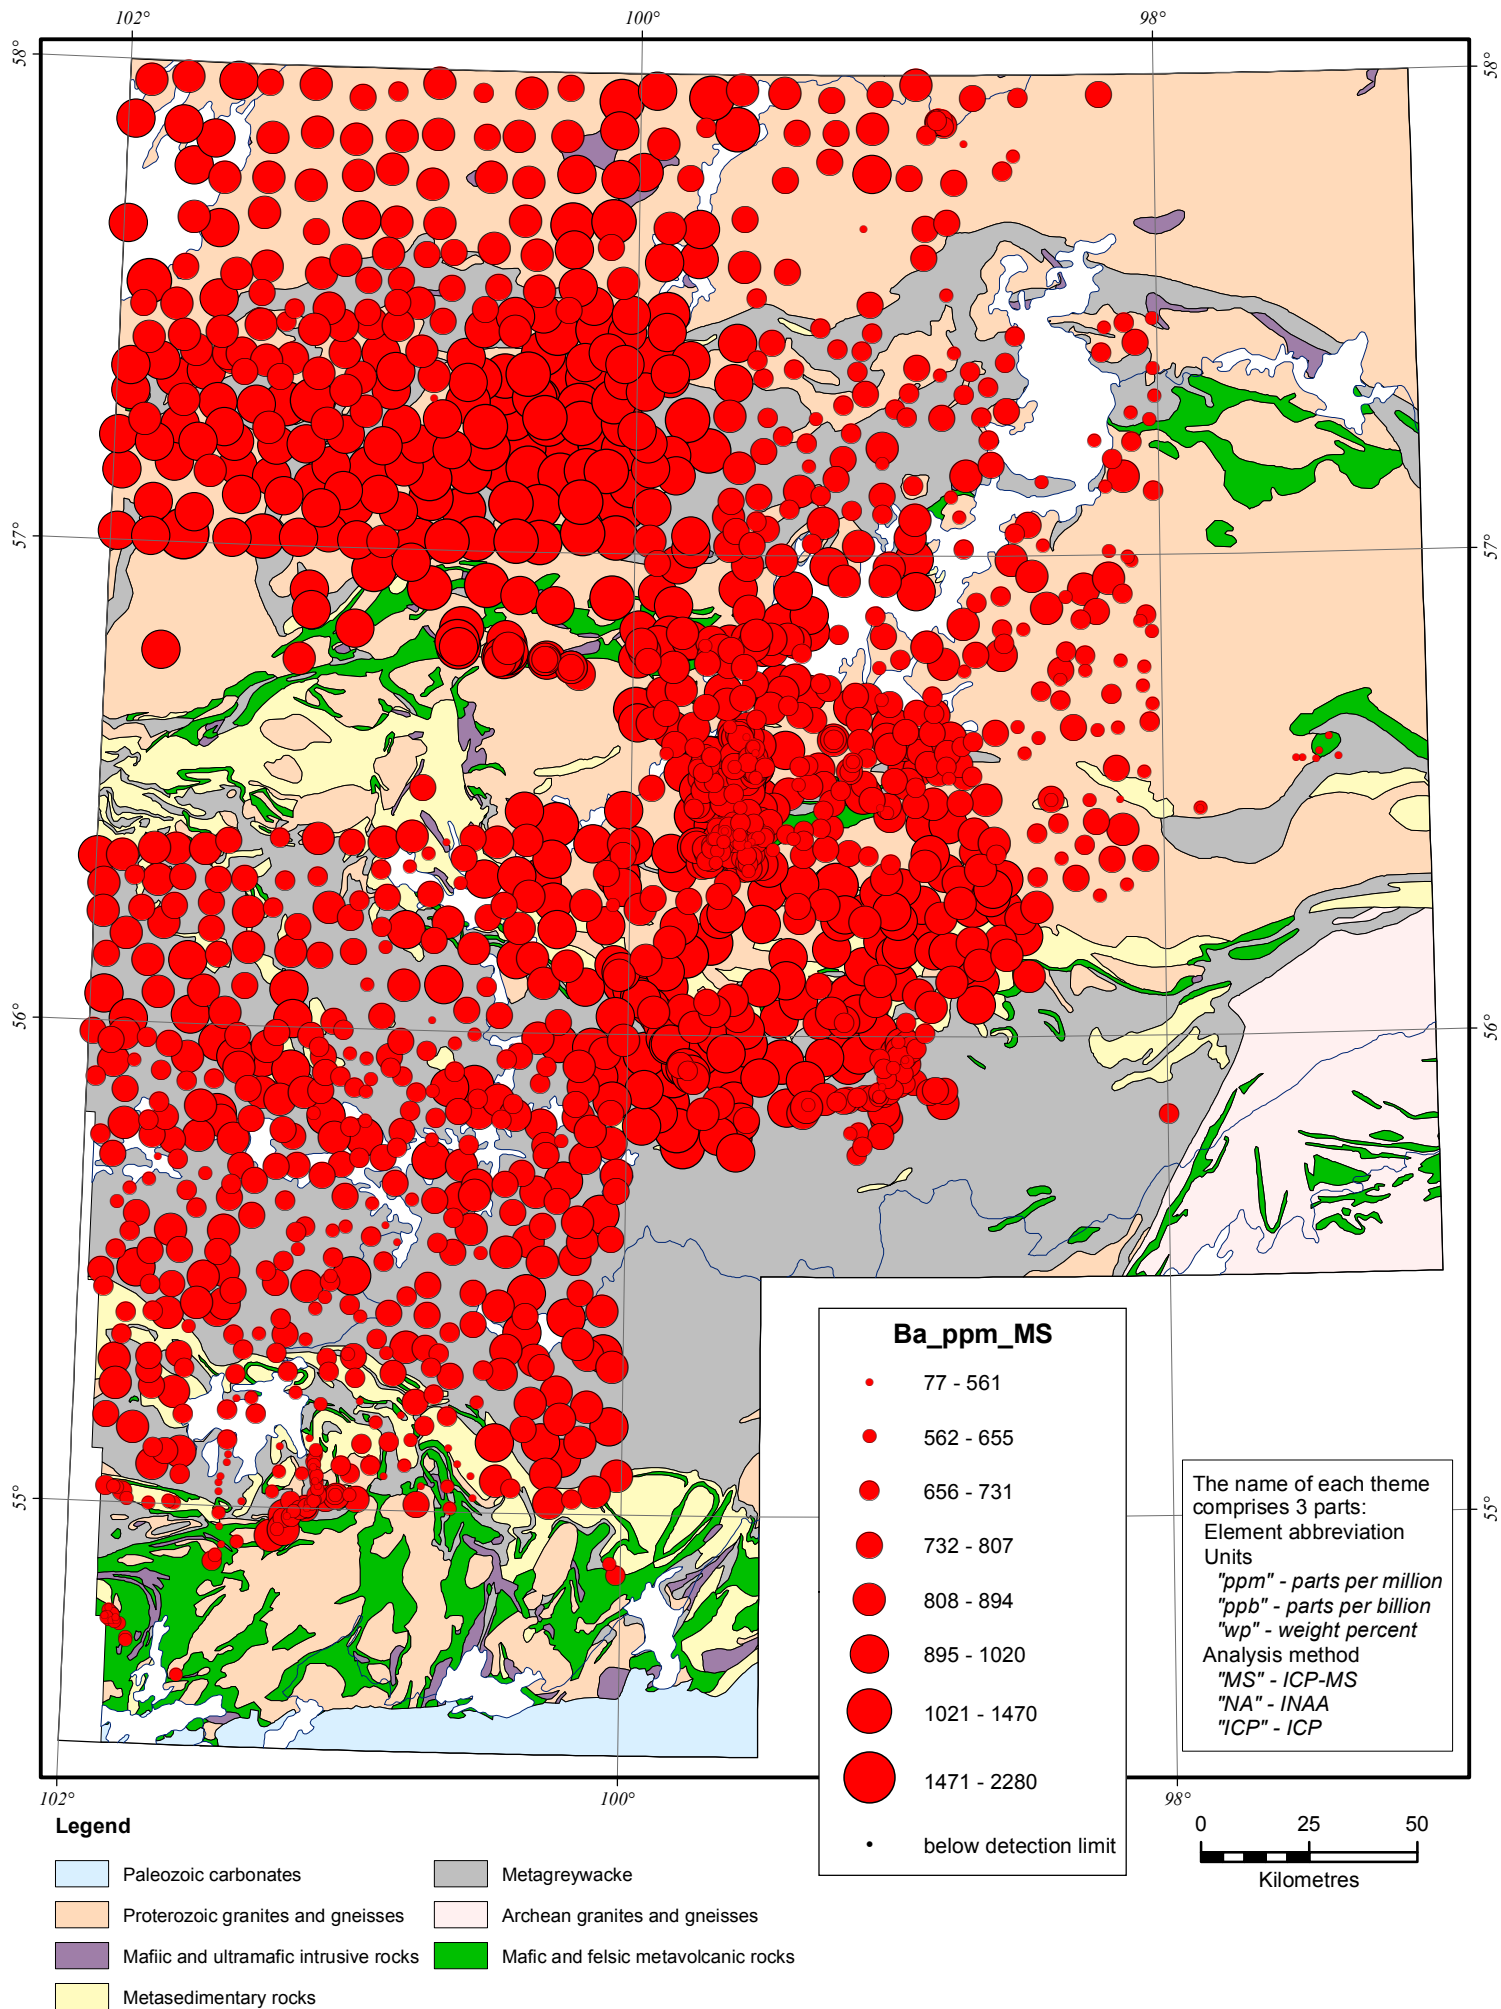 102°
100°
98°
58°
58°
57°
57°
56°
56°
55°
55°
Ba_ppm_MS
77 - 561
562 - 655
656 - 731
732 - 807
808 - 894
895 - 1020
1021 - 1470
1471 - 2280
below detection limit
The name of each theme
comprises 3 parts:
Element abbreviation
Units
"ppm" - parts per million
"ppb" - parts per billion
"wp" - weight percent
Analysis method
"MS" - ICP-MS
"NA" - INAA
"ICP" - ICP
102°
100°
98°
Legend
Paleozoic carbonates
Proterozoic granites and gneisses
Mafiic and ultramafic intrusive rocks
Metasedimentary rocks
Metagreywacke
Archean granites and gneisses
Mafic and felsic metavolcanic rocks
0 25 50
Kilometres